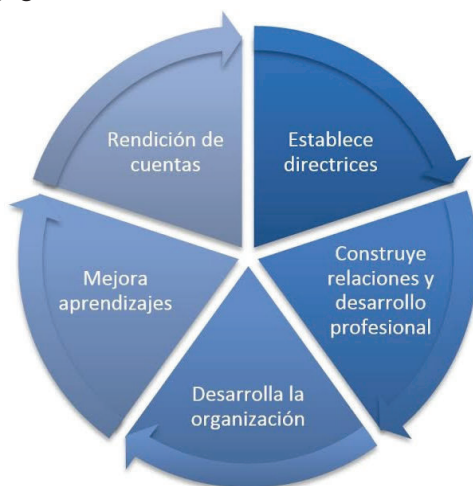 Rendición de
cuentas
Establece
directrices
Construye
relaciones y
desarrollo
profesional
Desarrolla la
organización
Mejora
aprendizajes